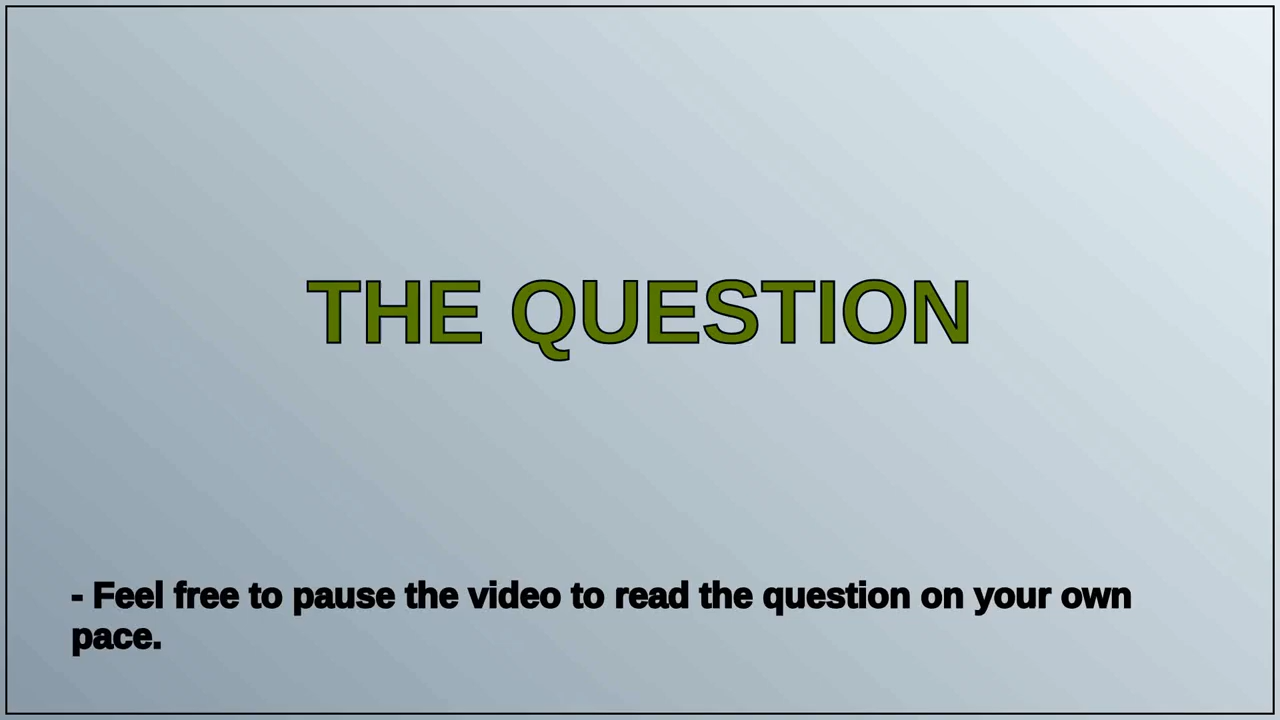 THE QUESTION
- Feel free to pause the video to read the question on your own
pace.